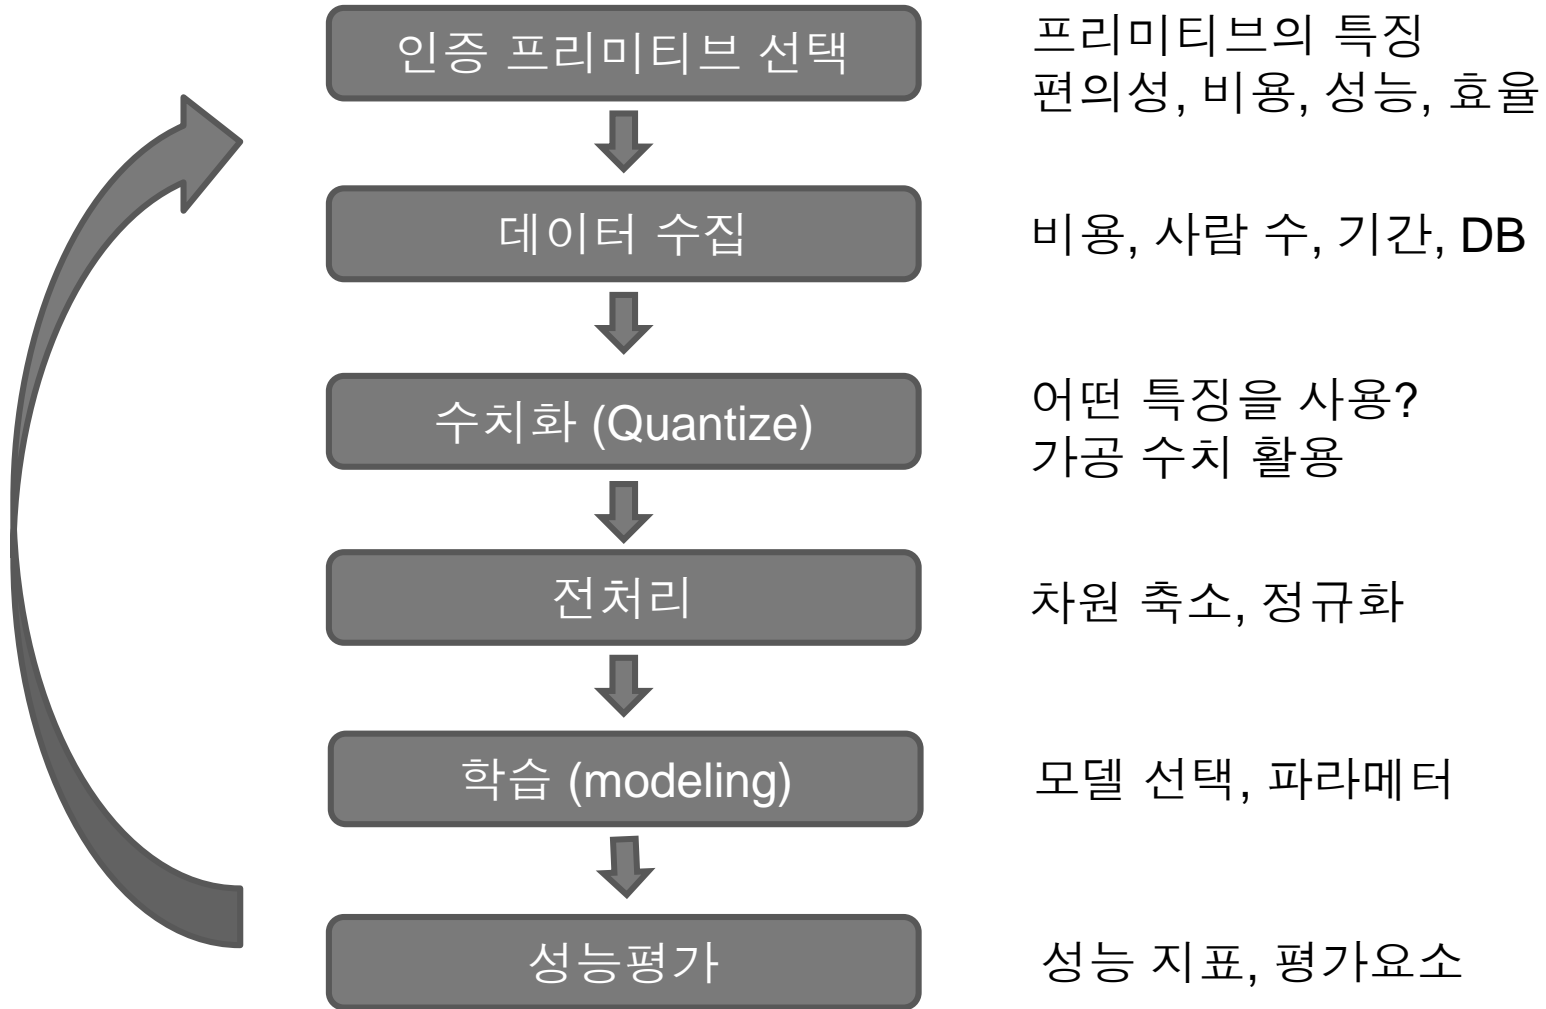 인증 프리미티브 선택
프리미티브의 특징
편의성, 비용, 성능, 효율
데이터 수집
비용, 사람 수, 기간, DB
수치화 (Quantize)
어떤 특징을 사용?
가공 수치 활용
전처리
차원 축소, 정규화
학습 (modeling)
모델 선택, 파라메터
성능평가
성능 지표, 평가요소